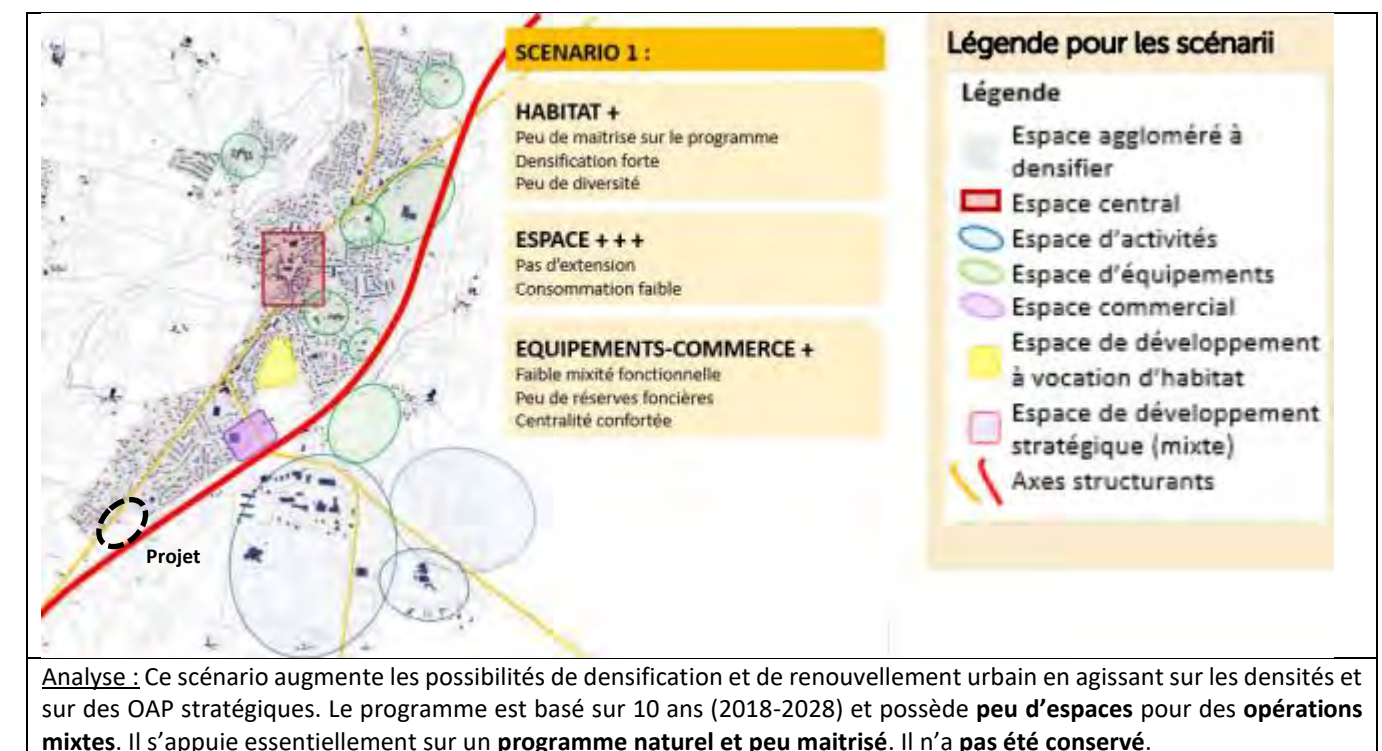 SCENARIO 1 :
HABITAT +
Peu de maitrise sur le programme
Densification forte
Peu de diversité
ESPACE + + +
Pas d'extension
Consommation faible
EQUIPEMENTS-COMMERCE +
Faible mixité fonctionnelle
Peu de réserves foncières
Centralité confortée
Projet
Légende pour les scénarii
Légende
Espace aggloméré à
densifier
Espace central
Espace d'activités
Espace d'équipements
Espace commercial
Espace de développement
à vocation d'habitat
Espace de développement
stratégique (mixte)
Axes structurants
Analyse : Ce scénario augmente les possibilités de densification et de renouvellement urbain en agissant sur les densités et
sur des OAP stratégiques. Le programme est basé sur 10 ans (2018-2028) et possède peu d'espaces pour des opérations
mixtes. Il s'appuie essentiellement sur un programme naturel et peu maitrisé. Il n'a pas été conservé.